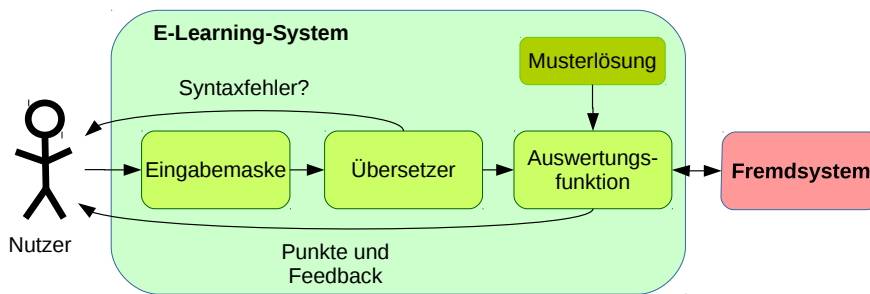 E-Learning-System
Musterlösung
Syntaxfehler?
Eingabemaske
Übersetzer
Auswertungs-
funktion
Fremdsystem
Nutzer
Punkte und
Feedback